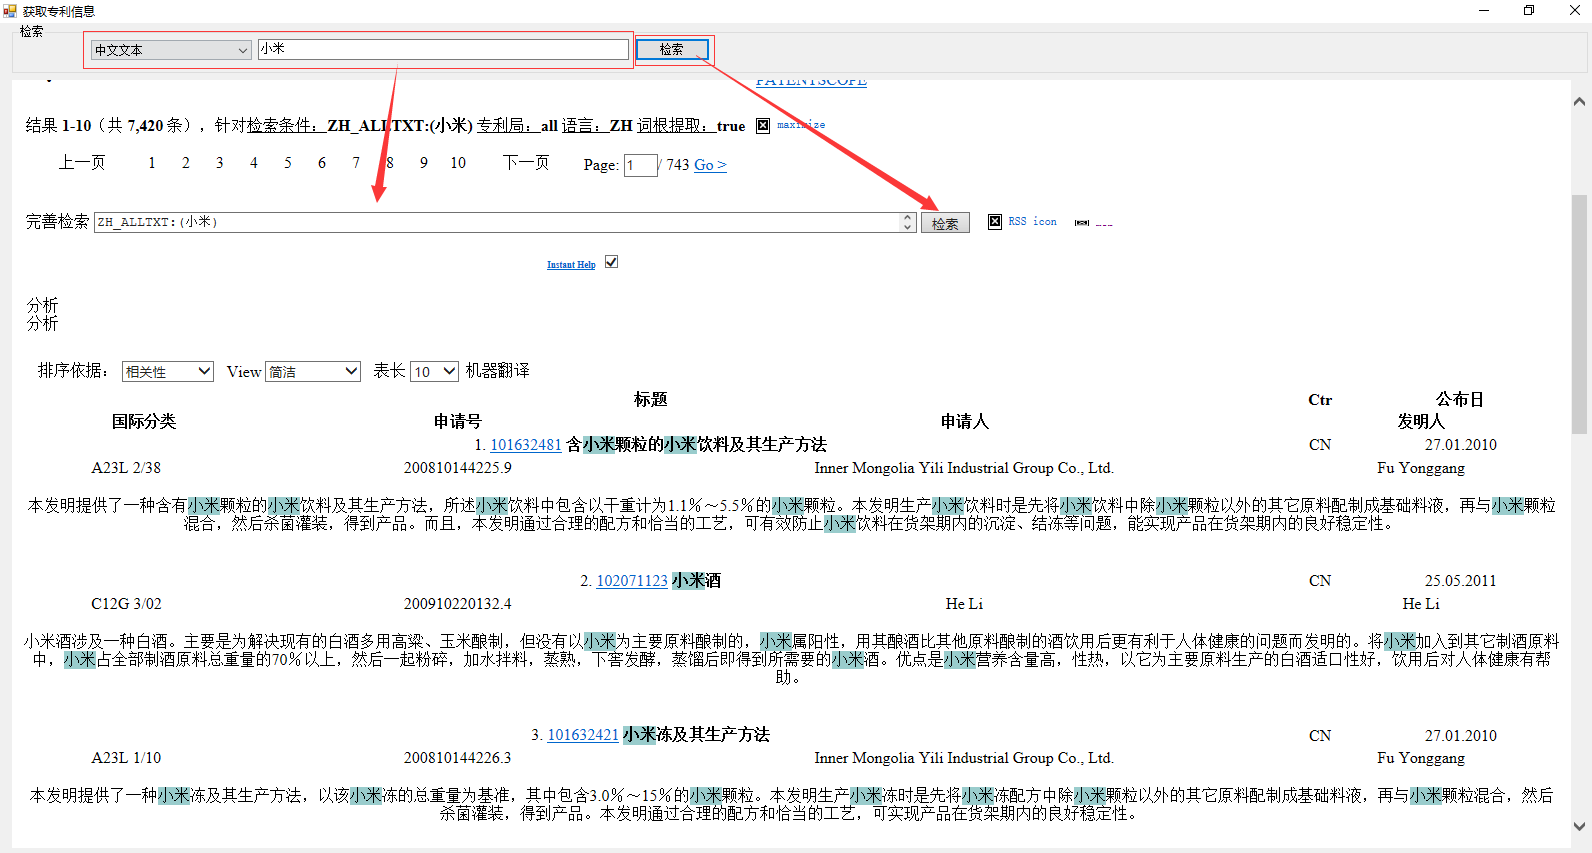 获取专利信息
检索
中文文本 小米 检索
PATENTSCOPE
结果 1-10（共 7,420 条），针对检索条件：ZH_ALLTXT:(小米) 专利局：all 语言：ZH 词根提取：true maximize
上一页 1 2 3 4 5 6 7 8 9 10 下一页 Page: 1 / 743 Go >
完善检索 ZH_ALLTXT:(小米) 检索 RSS icon
Instant Help
分析
分析
排序依据： 相关性 View 简洁 表长 10 机器翻译
标题 Ctr 公布日
国际分类 申请号 申请人 发明人
1. 101632481 含小米颗粒的小米饮料及其生产方法 CN 27.01.2010
A23L 2/38 200810144225.9 Inner Mongolia Yili Industrial Group Co., Ltd. Fu Yonggang
本发明提供了一种含有小米颗粒的小米饮料及其生产方法，所述小米饮料中包含以干重计为1.1％～5.5％的小米颗粒。本发明生产小米饮料时是先将小米饮料中除小米颗粒以外的其它原料配制成基础料液，再与小米颗粒
混合，然后杀菌灌装，得到产品。而且，本发明通过合理的配方和恰当的工艺，可有效防止小米饮料在货架期内的沉淀、结冻等问题，能实现产品在货架期内的良好稳定性。
2. 102071123 小米酒 CN 25.05.2011
C12G 3/02 200910220132.4 He Li He Li
小米酒涉及一种白酒。主要是为解决现有的白酒多用高粱、玉米酿制，但没有以小米为主要原料酿制的，小米属阳性，用其酿酒比其他原料酿制的酒饮用后更有利于人体健康的问题而发明的。将小米加入到其它制酒原料
中，小米占全部制酒原料总重量的70％以上，然后一起粉碎，加水拌料，蒸熟，下窖发酵，蒸馏后即得到所需要的小米酒。优点是小米营养含量高，性热，以它为主要原料生产的白酒适口性好，饮用后对人体健康有帮
助。
3. 101632421 小米冻及其生产方法 CN 27.01.2010
A23L 1/10 200810144226.3 Inner Mongolia Yili Industrial Group Co., Ltd. Fu Yonggang
本发明提供了一种小米冻及其生产方法，以该小米冻的总重量为基准，其中包含3.0％～15％的小米颗粒。本发明生产小米冻时是先将小米冻配方中除小米颗粒以外的其它原料配制成基础料液，再与小米颗粒混合，然后
杀菌灌装，得到产品。本发明通过合理的配方和恰当的工艺，可实现产品在货架期内的良好稳定性。